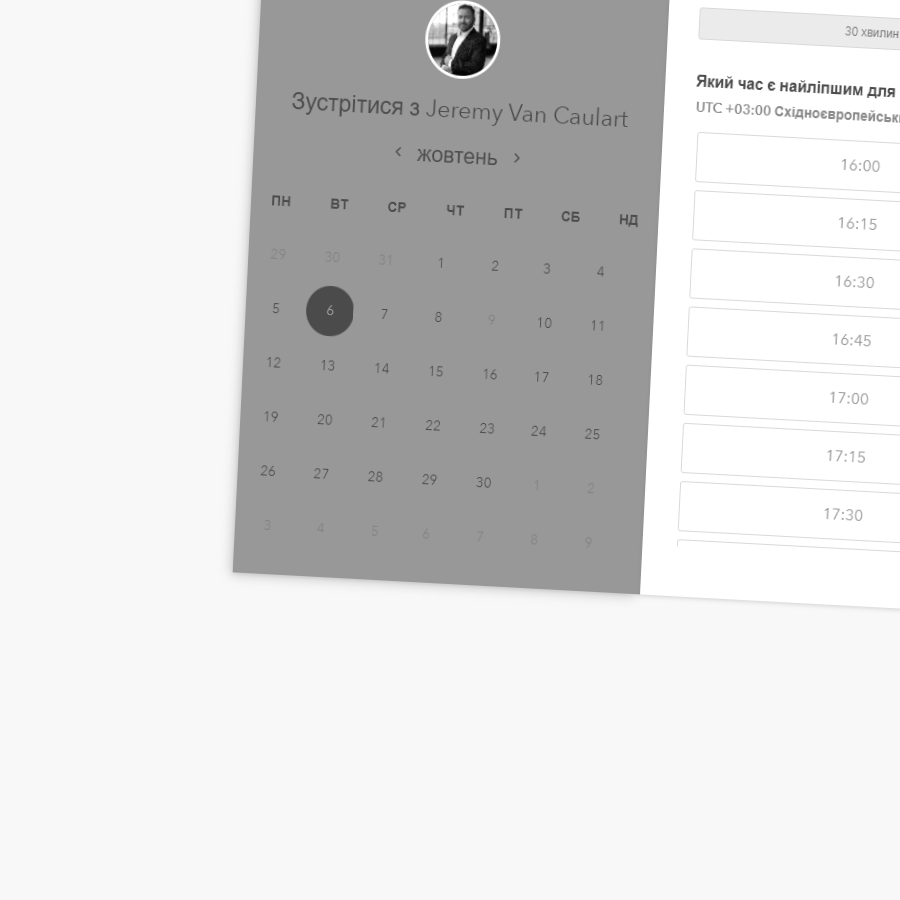 Зустрітися з Jeremy Van Caulart
‹ жовтень ›
ПН ВТ СР ЧТ ПТ СБ НД
29 30 31 1 2 3 4
5 6 7 8 9 10 11
12 13 14 15 16 17 18
19 20 21 22 23 24 25
26 27 28 29 30 1 2
3 4 5 6 7 8 9
30 хвилин
Який час є найліпшим для
UTC +03:00
16:00
16:15
16:30
16:45
17:00
17:15
17:30